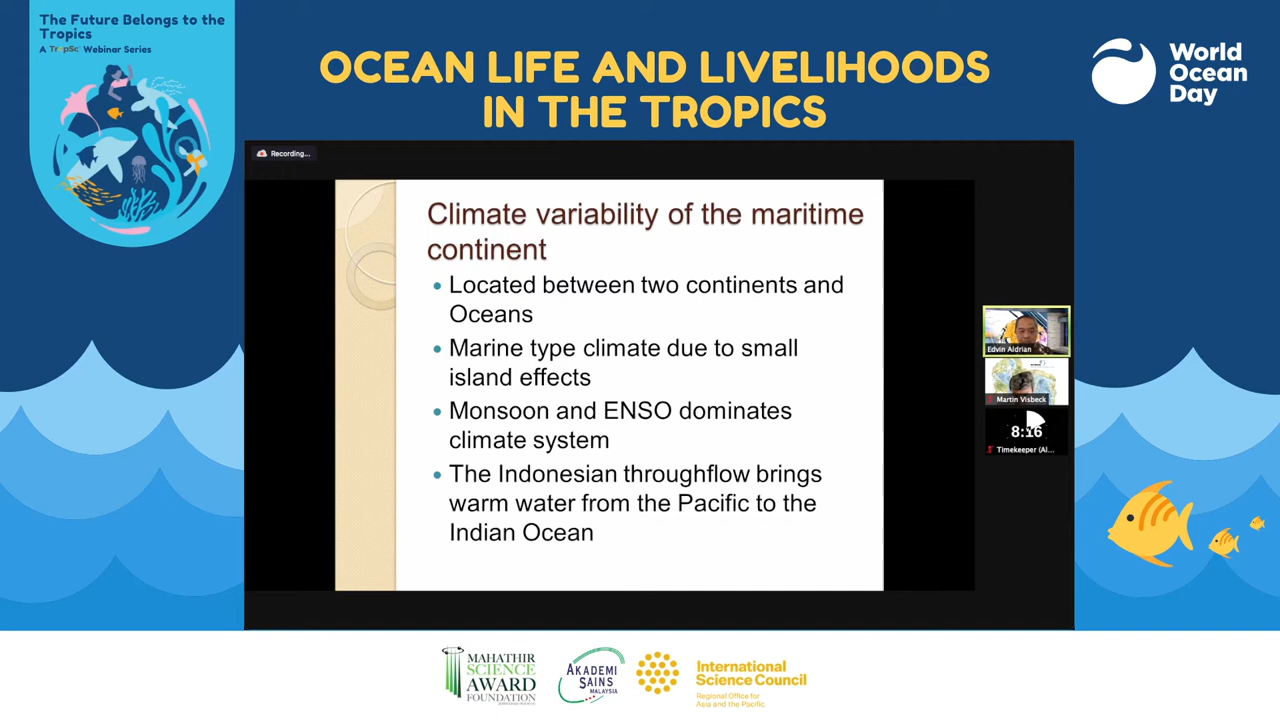 The Future Belongs to the
Tropics
A TropSc Webinar Series
OCEAN LIFE AND LIVELIHOODS
IN THE TROPICS
World
Ocean
Day
Recording...
Climate variability of the maritime
continent
• Located between two continents and
Oceans
• Marine type climate due to small
island effects
• Monsoon and ENSO dominates
climate system
• The Indonesian throughflow brings
warm water from the Pacific to the
Indian Ocean
Edvin Aldrian
Martin Visbeck
8:16
Timekeeper (Al...
MAHATHIR
SCIENCE
AWARD
FOUNDATION
AKADEMI
SAINS
MALAYSIA
International
Science Council
Regional Office for
Asia and the Pacific